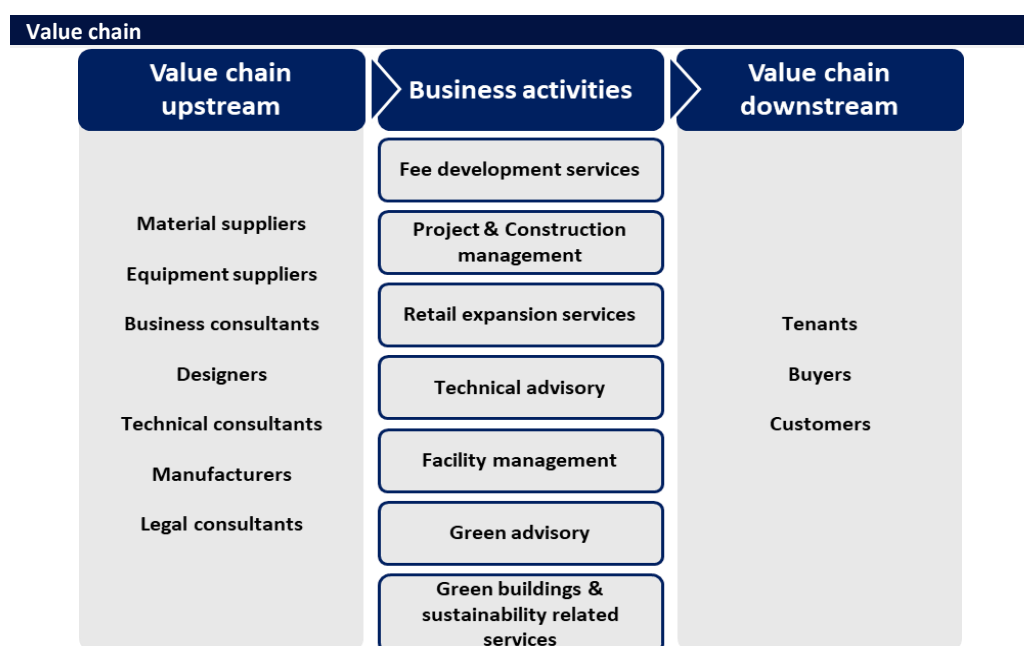 Value chain
Value chain
upstream
Business activities
Value chain
downstream
Material suppliers
Equipment suppliers
Business consultants
Designers
Technical consultants
Manufacturers
Legal consultants
Fee development services
Project & Construction
management
Retail expansion services
Technical advisory
Facility management
Green advisory
Green buildings &
sustainability related
services
Tenants
Buyers
Customers